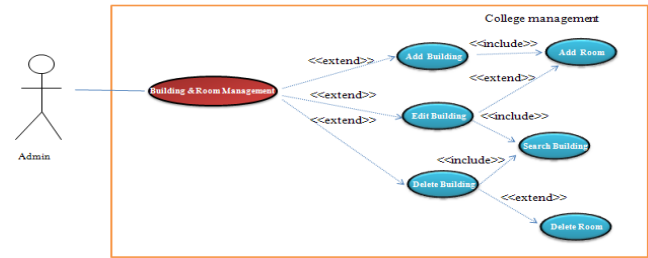 College management
<<extend>>
Add Building
<<include>>
Add Room
<<extend>>
Building & Room Management
<<extend>>
Edit Building
<<include>>
<<extend>>
Search Building
Admin
<<include>>
Delete Building
<<extend>>
Delete Room